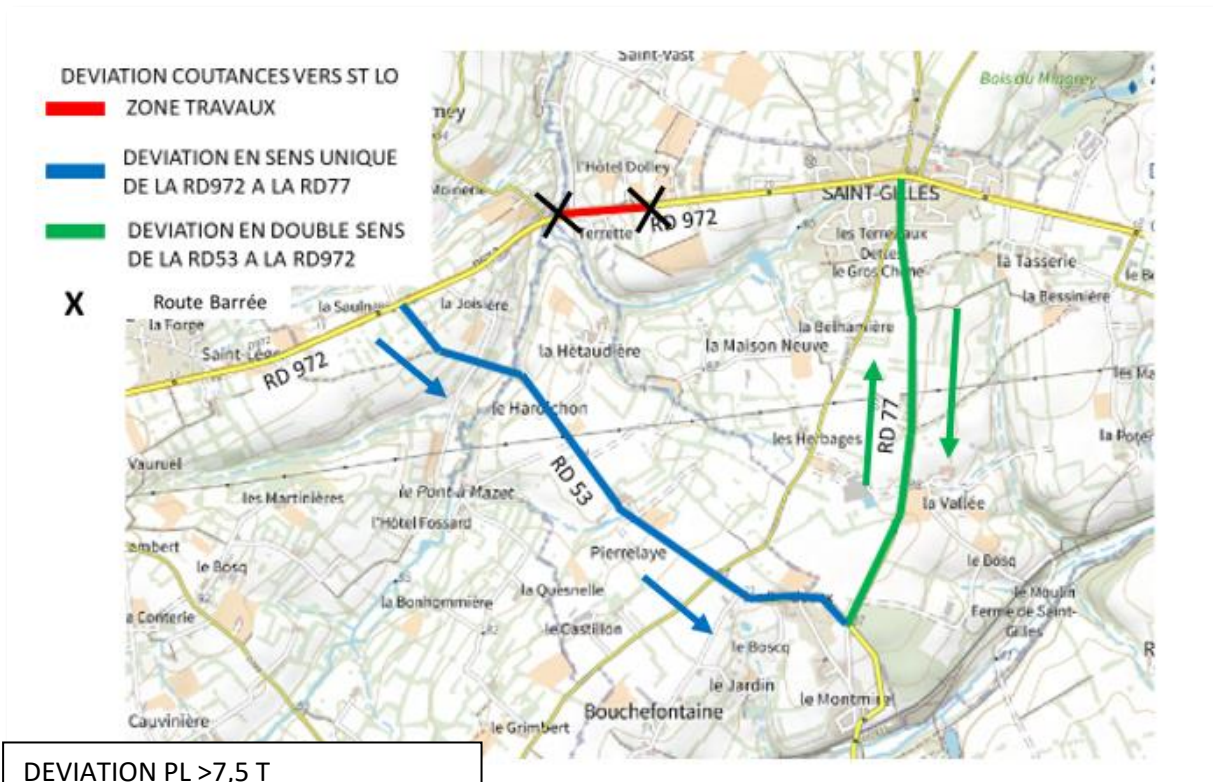 DEVIATION COUTANCES VERS ST LO
ZONE TRAVAUX
DEVIATION EN SENS UNIQUE
DE LA RD972 A LA RD77
DEVIATION EN DOUBLE SENS
DE LA RD53 A LA RD972
X Route Barrée
Saint-Vast
Bois du Migrey
l'Hôtel Dolley
SAINT-GILLES
RD 972
Terrette
les Terre
le Gros Chêne
la Tasserie
la Joisière
la Bessinière
la Forge
la Belhamière
la Hétaudière
la Maison Neuve
RD 972
le Hardichon
RD 77
les Herbages
Vauruel
RD 53
les Martinières
le Pont à Mazet
la Vallée
l'Hôtel Fossard
Pierrelaye
le Bosq
le Bosq
la Quesnelle
la Bonhommière
le Moulin
Ferme de Saint-
Gilles
a Conterie
le Castillon
le Boscq
le Jardin
le Montmirel
Bouchefontaine
Cauvinière
le Grimbert
DEVIATION PL >7,5 T